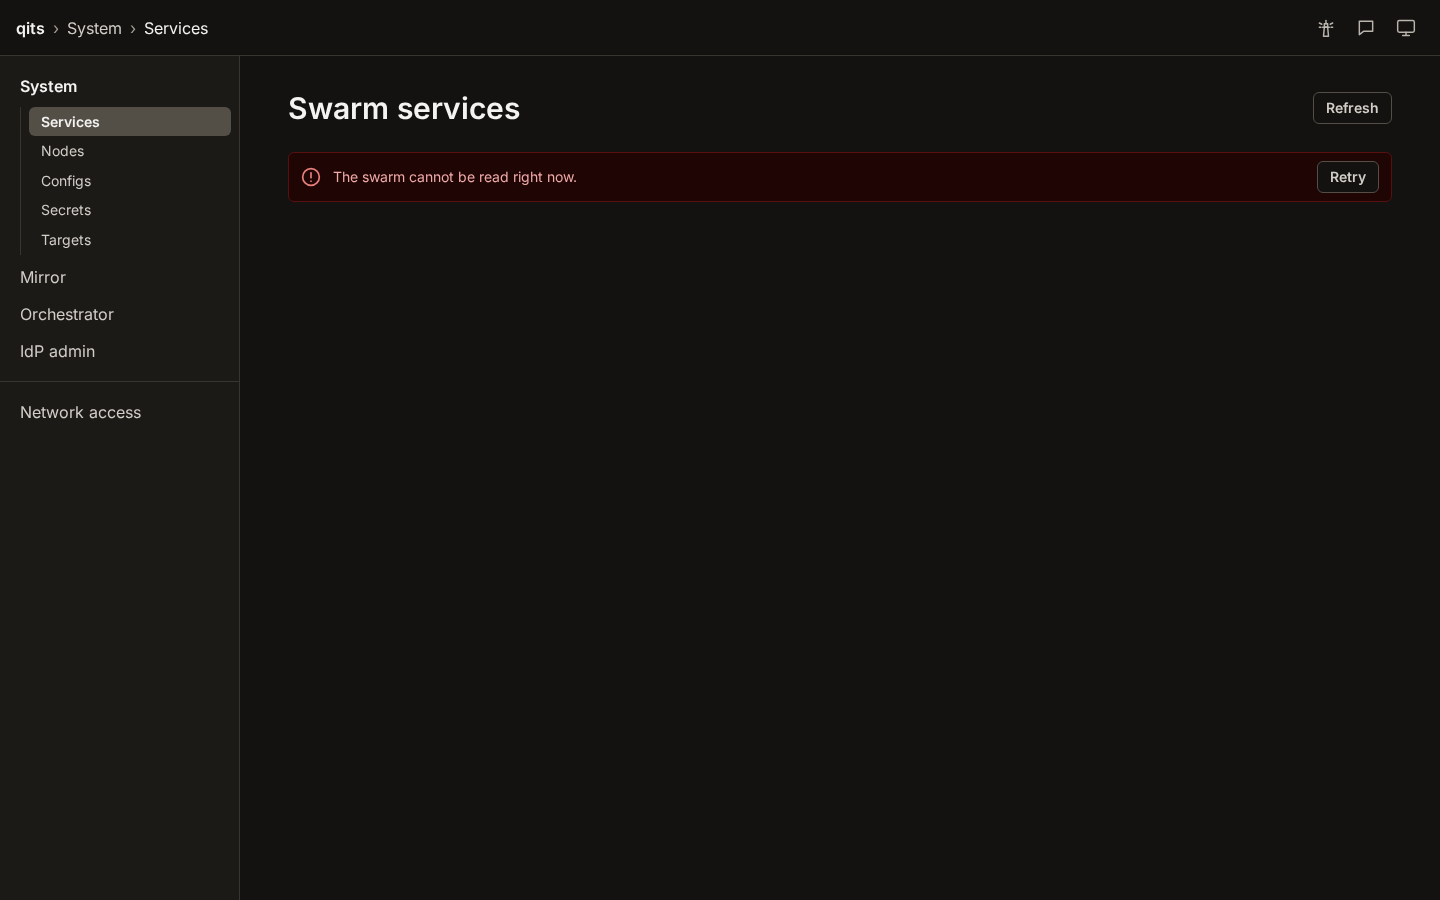 qits › System › Services
System
Services
Nodes
Configs
Secrets
Targets
Mirror
Orchestrator
IdP admin
Network access
Swarm services
Refresh
The swarm cannot be read right now.
Retry